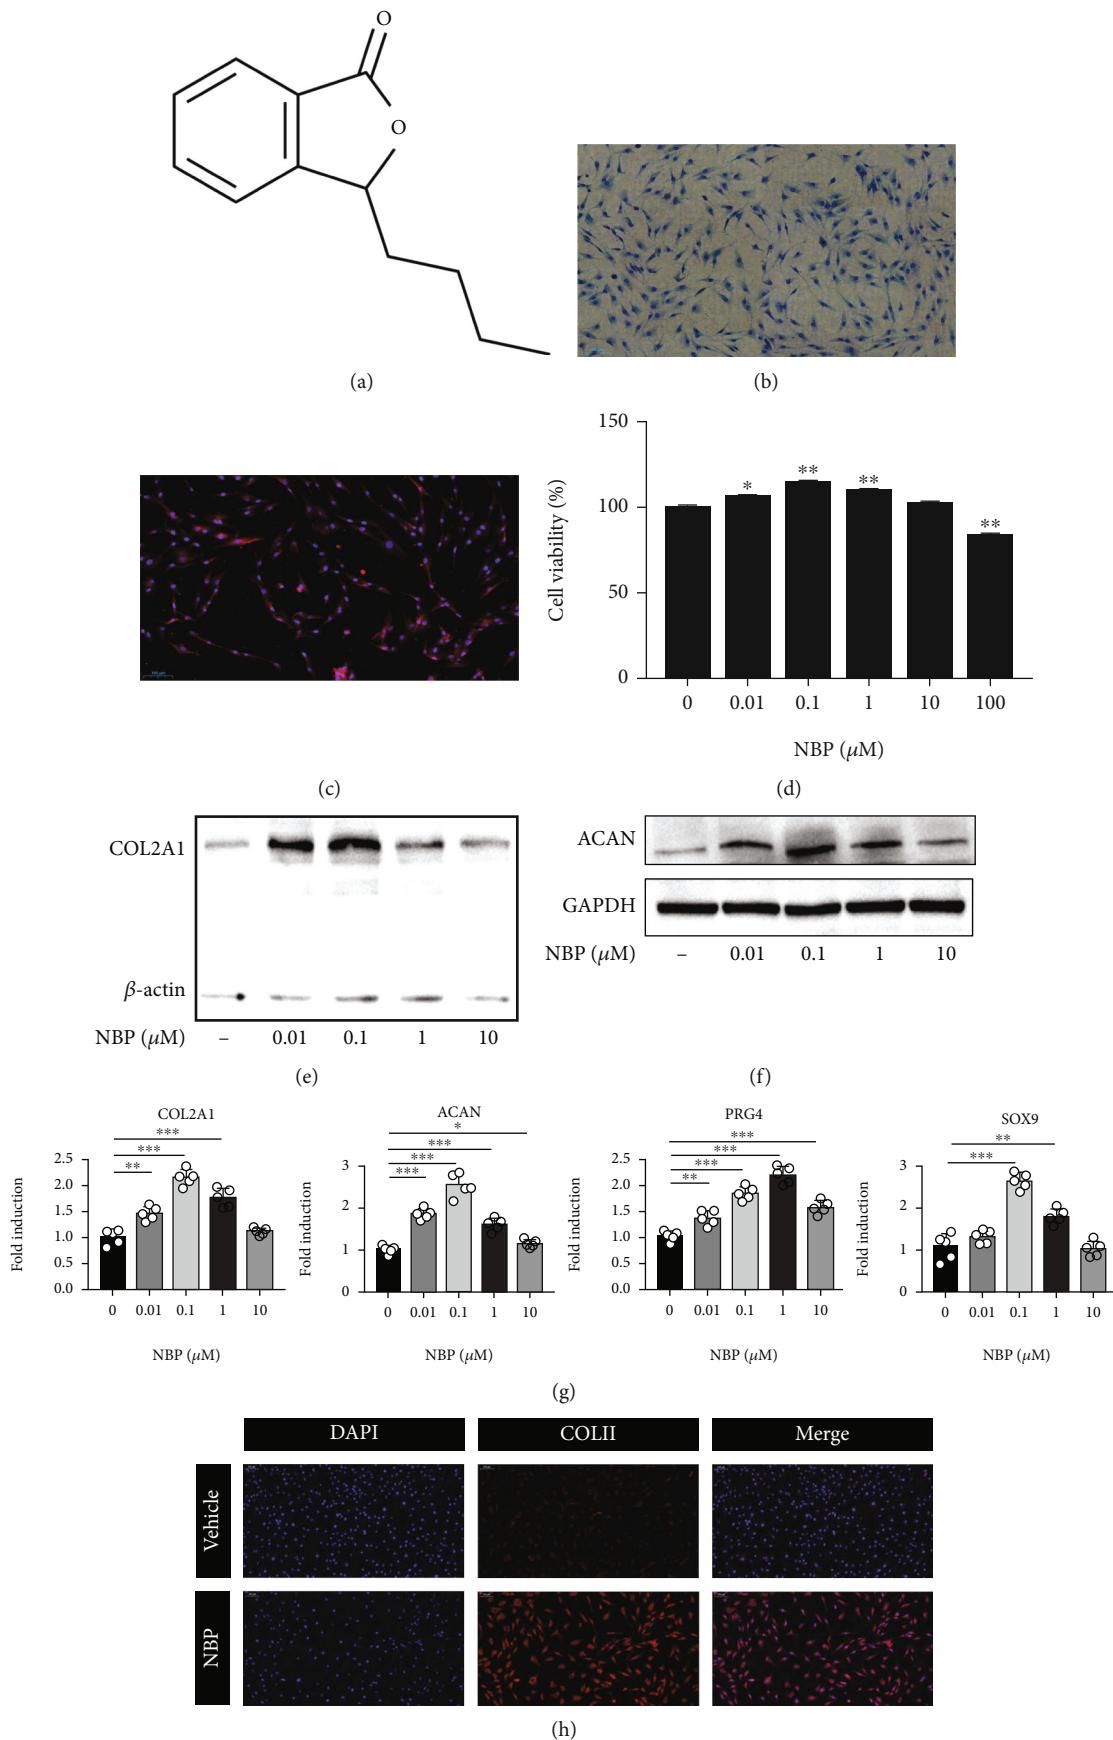 O
O
(a)
(b)
(c)
150
100
50
0
Cell viability (%)
*
**
**
**
0 0.01 0.1 1 10 100
NBP (μM)
(d)
COL2A1
β-actin
NBP (μM) – 0.01 0.1 1 10
(e)
ACAN
GAPDH
NBP (μM) – 0.01 0.1 1 10
(f)
COL2A1
***
***
**
Fold induction
2.5
2.0
1.5
1.0
0.5
0.0
0 0.01 0.1 1 10
NBP (μM)
ACAN
*
***
***
***
Fold induction
3
2
1
0
0 0.01 0.1 1 10
NBP (μM)
PRG4
***
***
***
**
Fold induction
2.5
2.0
1.5
1.0
0.5
0.0
0 0.01 0.1 1 10
NBP (μM)
SOX9
**
***
Fold induction
3
2
1
0
0 0.01 0.1 1 10
NBP (μM)
(g)
DAPI COLII Merge
Vehicle
NBP
(h)